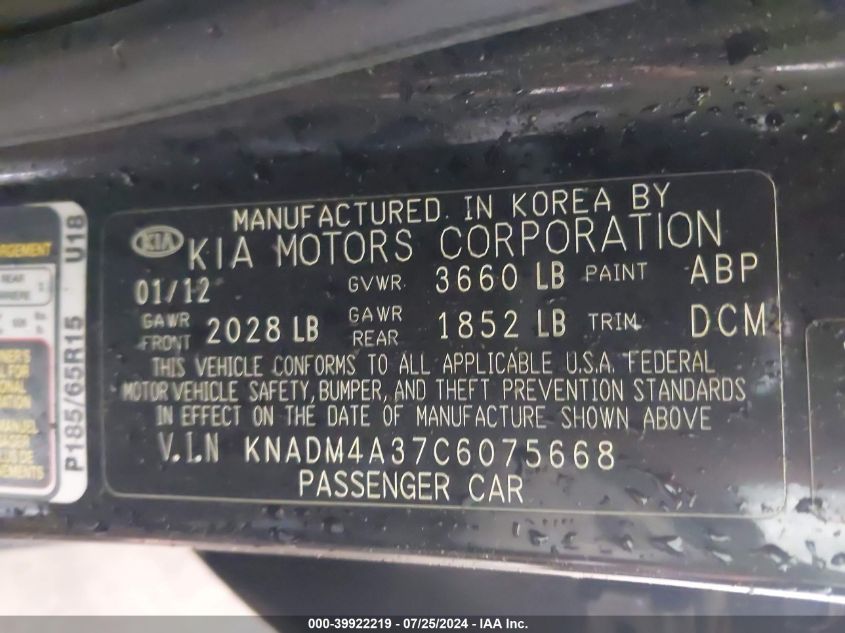 MANUFACTURED IN KOREA BY
KIA KIA MOTORS CORPORATION
01/12 GVWR 3660 LB PAINT ABP
GAWR FRONT 2028 LB GAWR REAR 1852 LB TRIM DCM
THIS VEHICLE CONFORMS TO ALL APPLICABLE U.S.A. FEDERAL
MOTOR VEHICLE SAFETY, BUMPER, AND THEFT PREVENTION STANDARDS
IN EFFECT ON THE DATE OF MANUFACTURE SHOWN ABOVE
V.I.N KNADM4A37C6075668
PASSENGER CAR
P185/65R15 U18
REAR
000-39922219 - 07/25/2024 - IAA Inc.